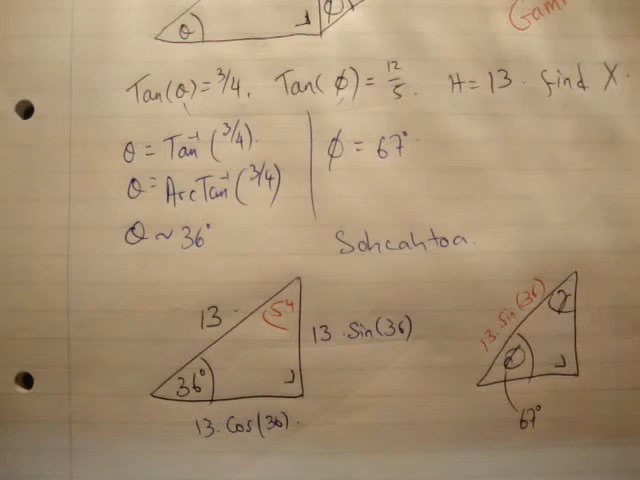 Gam
θ
φ
Tan(θ) = 3/4, Tan(φ) = 12/5. H = 13. find X.
θ = Tan⁻¹(3/4)
φ = 67°
θ = ArcTan⁻¹(3/4)
θ ~ 36°
Sohcahtoa.
13
54
13.Sin(36)
36°
13.Cos(36).
13.Sin(36)
φ
67°